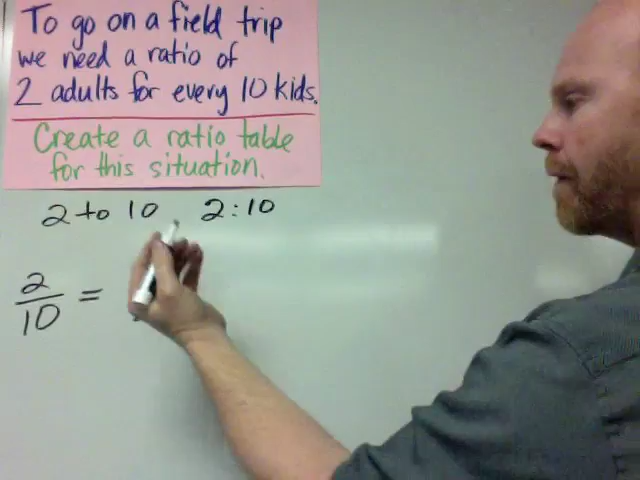 To go on a field trip
we need a ratio of
2 adults for every 10 kids.
Create a ratio table
for this situation.
2 to 10 2:10
2/10 =